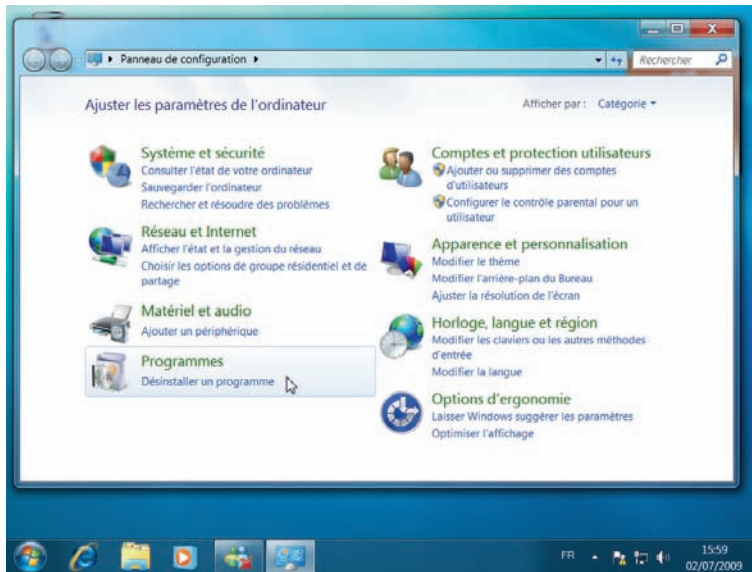 Panneau de configuration
Rechercher
Ajuster les paramètres de l'ordinateur
Afficher par : Catégorie
Système et sécurité
Consulter l'état de votre ordinateur
Sauvegarder l'ordinateur
Rechercher et résoudre des problèmes
Réseau et Internet
Afficher l'état et la gestion du réseau
Choisir les options de groupe résidentiel et de
partage
Matériel et audio
Ajouter un périphérique
Programmes
Désinstaller un programme
Comptes et protection utilisateurs
Ajouter ou supprimer des comptes
d'utilisateurs
Configurer le contrôle parental pour un
utilisateur
Apparence et personnalisation
Modifier le thème
Modifier l'arrière-plan du Bureau
Ajuster la résolution de l'écran
Horloge, langue et région
Modifier les claviers ou les autres méthodes
d'entrée
Modifier la langue
Options d'ergonomie
Laisser Windows suggérer les paramètres
Optimiser l'affichage
FR
15:59
02/07/2009